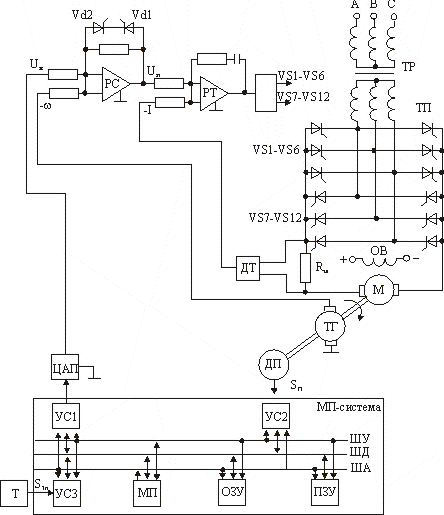 A B C
Vd2 Vd1
ТР
Uз
Uп
VS1-VS6
РС
-ω
РТ
VS7-VS12
-I
ТП
VS1-VS6
VS7-VS12
ДТ
Rш
ОВ
+ -
М
ТГ
ДП
Sп
ЦАП
МП-система
УС1
УС2
ШУ
ШД
ША
Т
УС3
МП
ОЗУ
ПЗУ